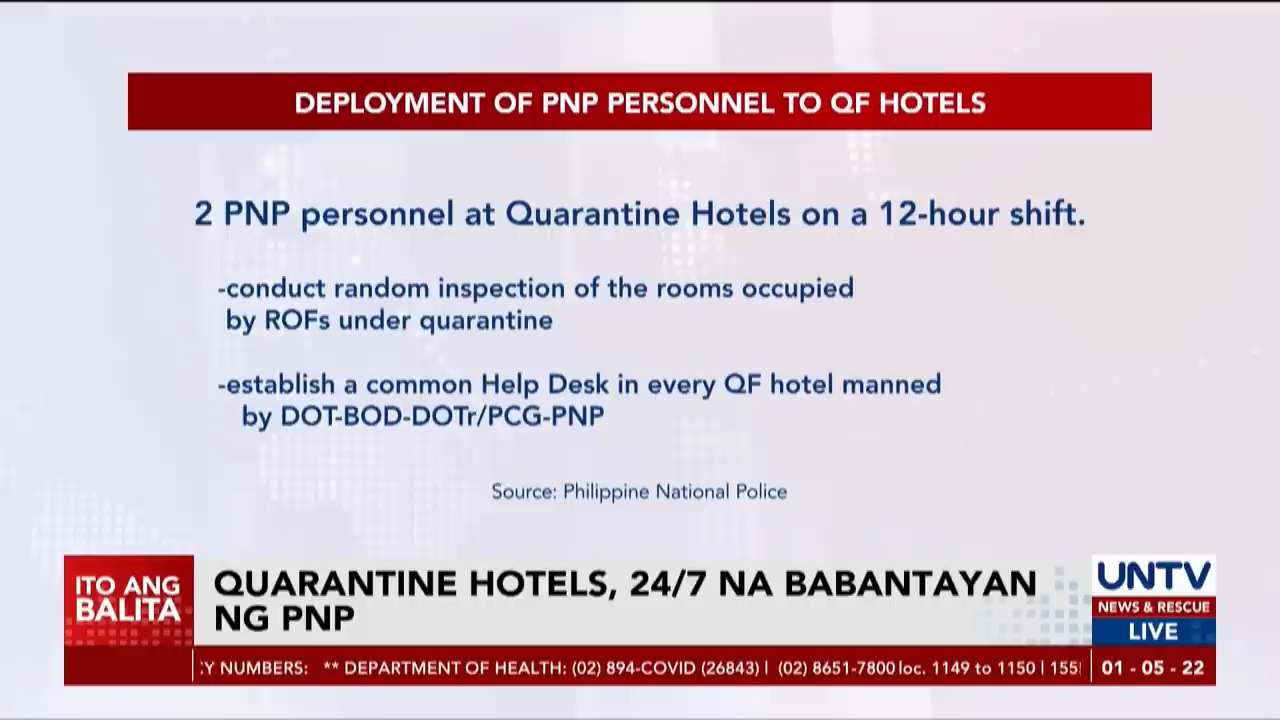 DEPLOYMENT OF PNP PERSONNEL TO QF HOTELS
2 PNP personnel at Quarantine Hotels on a 12-hour shift.
-conduct random inspection of the rooms occupied
by ROFs under quarantine
-establish a common Help Desk in every QF hotel manned
by DOT-BOD-DOTr/PCG-PNP
Source: Philippine National Police
ITO ANG
BALITA
QUARANTINE HOTELS, 24/7 NA BABANTAYAN
NG PNP
UNTV
NEWS & RESCUE
LIVE
Y NUMBERS: ** DEPARTMENT OF HEALTH: (02) 894-COVID (26843) | (02) 8651-7800 loc. 1149 to 1150 | 155
01 - 05 - 22